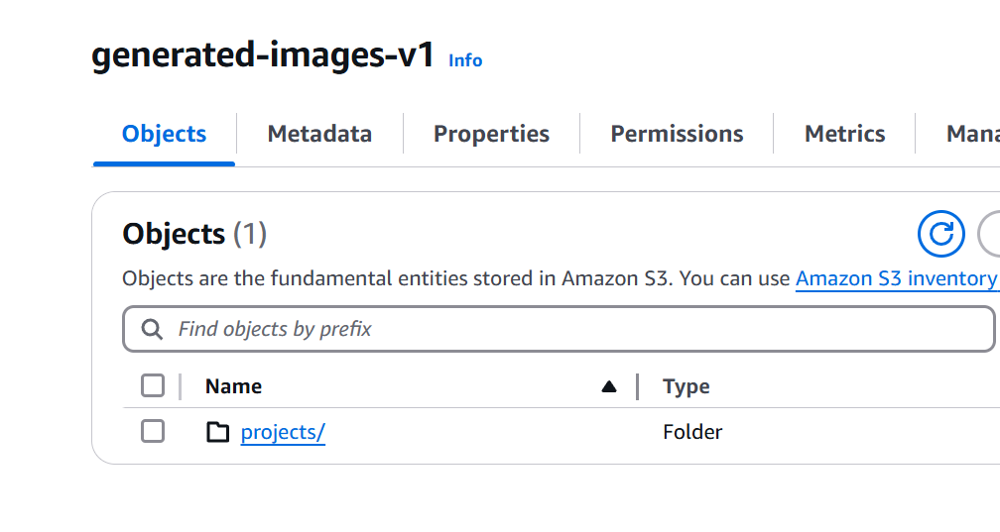 generated-images-v1 Info
Objects Metadata Properties Permissions Metrics
Objects (1)
Objects are the fundamental entities stored in Amazon S3. You can use Amazon S3 inventory
Find objects by prefix
Name Type
projects/ Folder